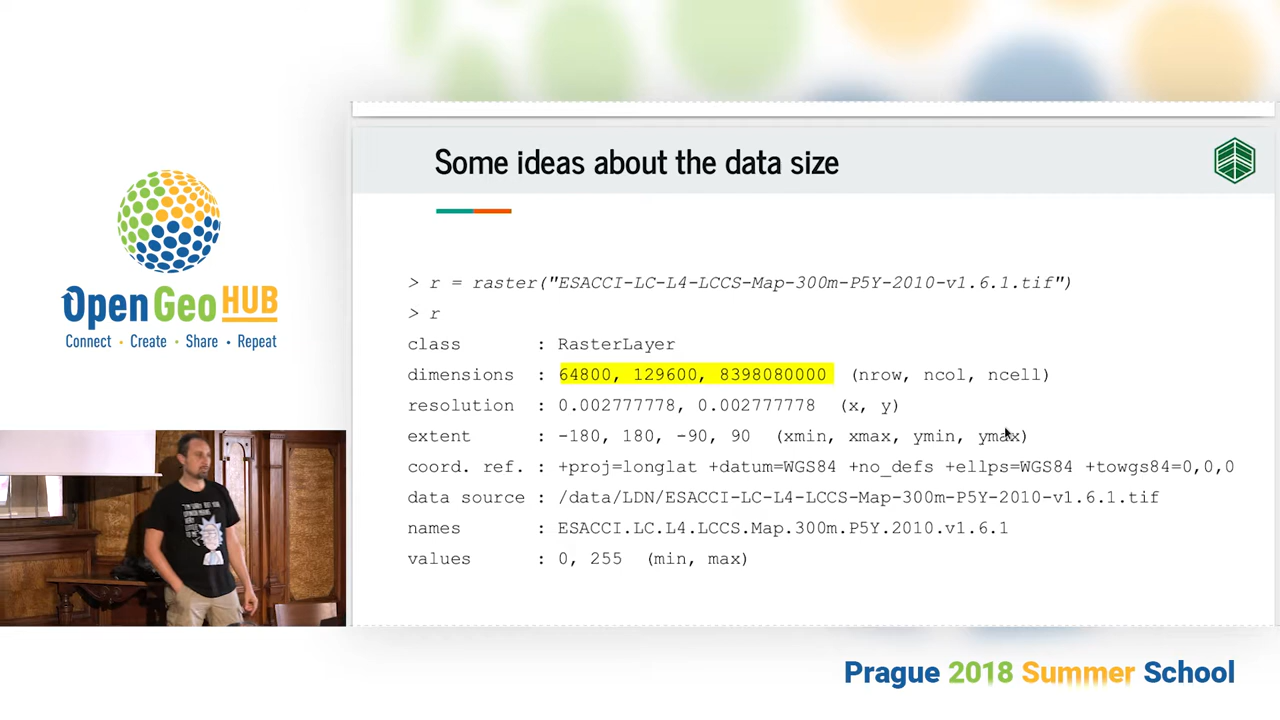 Some ideas about the data size
> r = raster("ESACCI-LC-L4-LCCS-Map-300m-P5Y-2010-v1.6.1.tif")
> r
class : RasterLayer
dimensions : 64800, 129600, 8398080000 (nrow, ncol, ncell)
resolution : 0.002777778, 0.002777778 (x, y)
extent : -180, 180, -90, 90 (xmin, xmax, ymin, ymax)
coord. ref. : +proj=longlat +datum=WGS84 +no_defs +ellps=WGS84 +towgs84=0,0,0
data source : /data/LDN/ESACCI-LC-L4-LCCS-Map-300m-P5Y-2010-v1.6.1.tif
names : ESACCI.LC.L4.LCCS.Map.300m.P5Y.2010.v1.6.1
values : 0, 255 (min, max)
OpenGeoHUB
Connect • Create • Share • Repeat
Prague 2018 Summer School